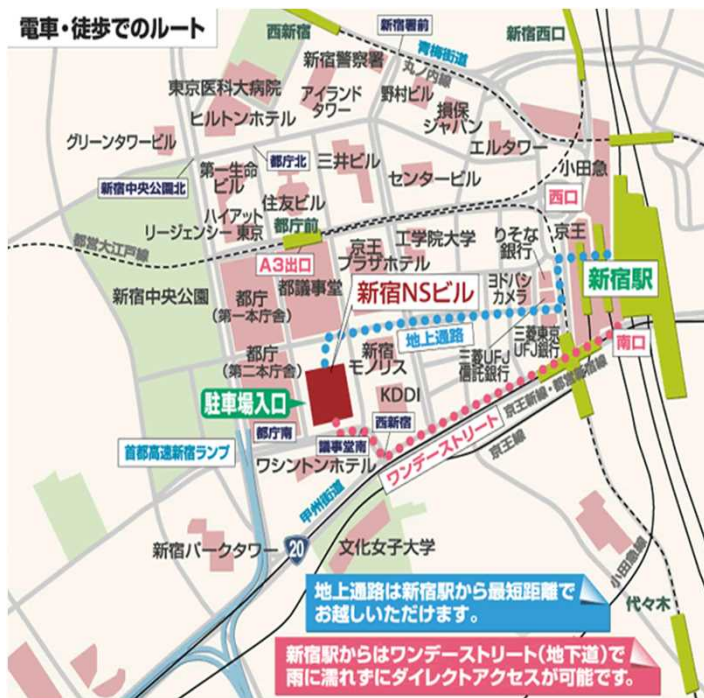 電車・徒歩でのルート
西新宿
新宿署前
青梅街道
新宿西口
新宿警察署
丸ノ内線
東京医科大病院
アイランド
タワー
野村ビル
ヒルトンホテル
損保
ジャパン
グリーンタワービル
都庁北
三井ビル
エルタワー
小田急
新宿中央公園北
第一生命
ビル
センタービル
住友ビル
西口
ハイアット
リージェンシー 東京
都庁前
工学院大学
りそな
銀行
京王
都営大江戸線
A3出口
京王
プラザホテル
新宿駅
新宿中央公園
都議事堂
都庁
(第一本庁舎)
新宿NSビル
ヨドバシ
カメラ
地上通路
三菱東京
UFJ銀行
南口
都庁
(第二本庁舎)
新宿
モノリス
三菱UFJ
信託銀行
駐車場入口
KDDI
京王新線・都営新宿線
都庁南
西新宿
議事堂南
ワンデーストリート
京王線
首都高速新宿ランプ
ワシントンホテル
甲州街道
新宿パークタワー
20
文化女子大学
小田急線
代々木
地上通路は新宿駅から最短距離で
お越しいただけます。
新宿駅からはワンデーストリート(地下道)で
雨に濡れずにダイレクトアクセスが可能です。